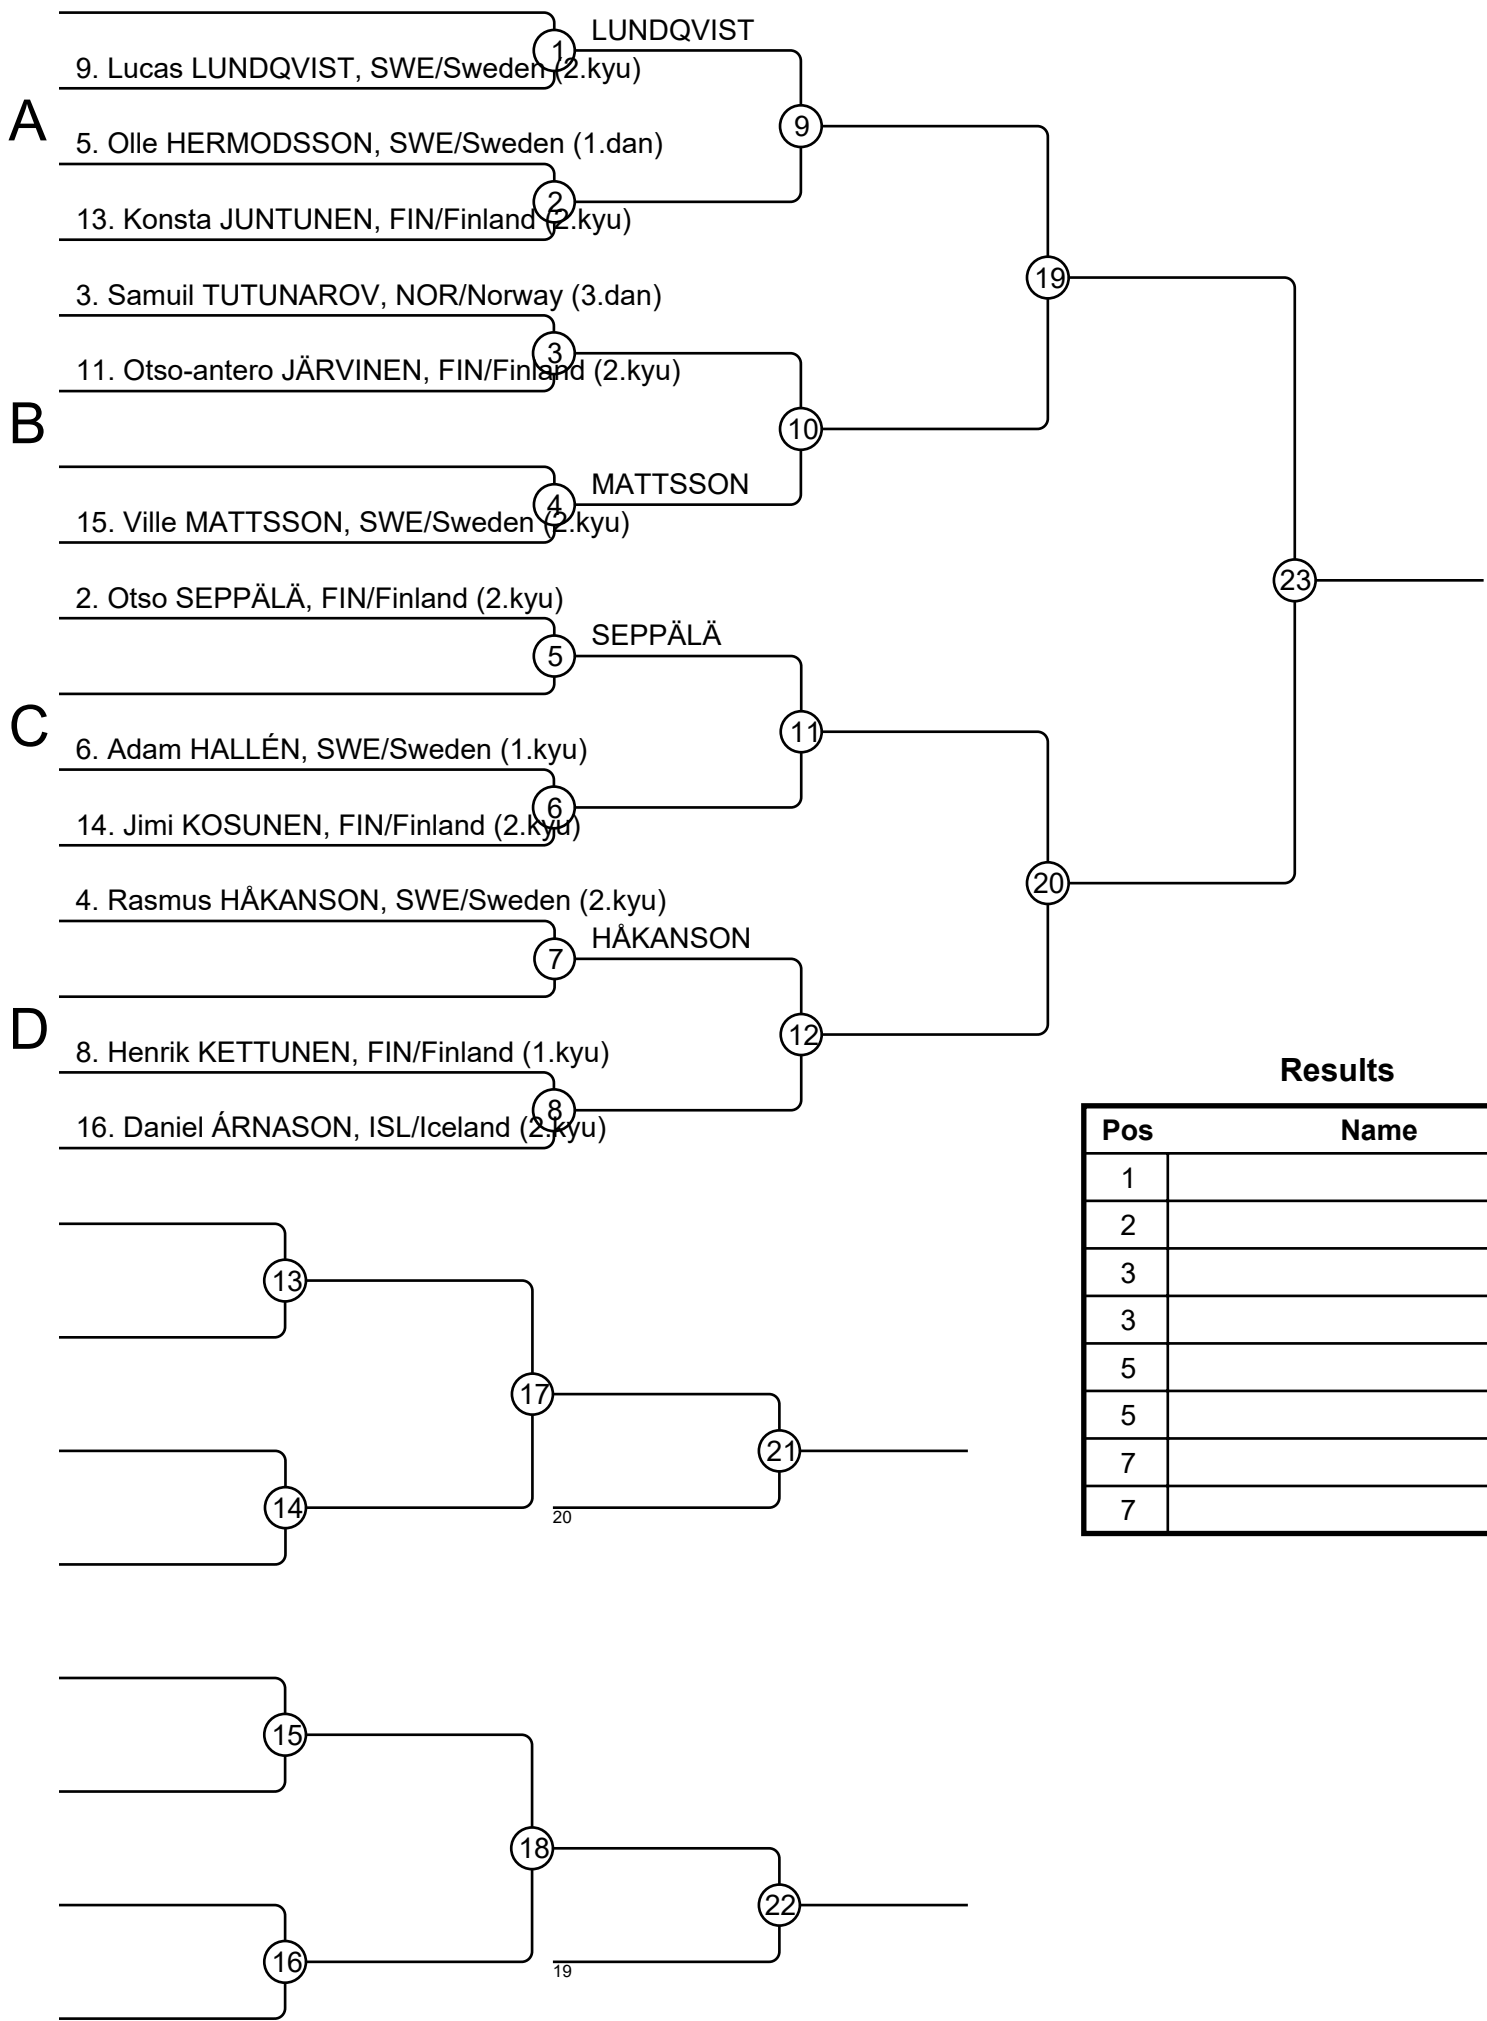 LUNDQVIST
1
9. Lucas LUNDQVIST, SWE/Sweden (2.kyu)
A
9
5. Olle HERMODSSON, SWE/Sweden (1.dan)
2
13. Konsta JUNTUNEN, FIN/Finland (2.kyu)
19
3. Samuil TUTUNAROV, NOR/Norway (3.dan)
3
11. Otso-antero JÄRVINEN, FIN/Finland (2.kyu)
B
10
MATTSSON
4
15. Ville MATTSSON, SWE/Sweden (2.kyu)
23
2. Otso SEPPÄLÄ, FIN/Finland (2.kyu)
SEPPÄLÄ
5
C
11
6. Adam HALLÉN, SWE/Sweden (1.kyu)
6
14. Jimi KOSUNEN, FIN/Finland (2.kyu)
20
4. Rasmus HÅKANSON, SWE/Sweden (2.kyu)
HÅKANSON
7
D
12
8. Henrik KETTUNEN, FIN/Finland (1.kyu)
8
16. Daniel ÁRNASON, ISL/Iceland (2.kyu)
Results
Pos Name
1
2
3
3
5
5
7
7
13
17
21
14
20
15
18
22
16
19